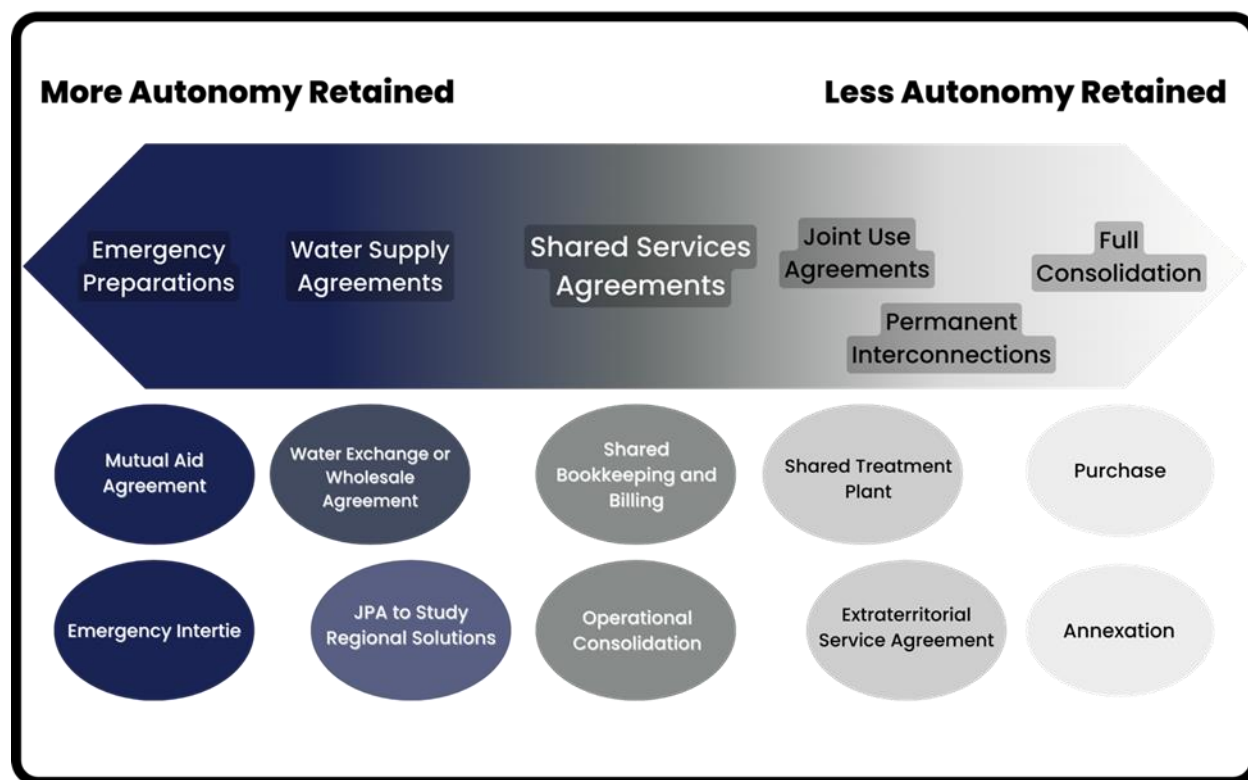 More Autonomy Retained
Less Autonomy Retained
Emergency
Preparations
Water Supply
Agreements
Shared Services
Agreements
Joint Use
Agreements
Permanent
Interconnections
Full
Consolidation
Mutual Aid
Agreement
Water Exchange or
Wholesale
Agreement
Shared
Bookkeeping and
Billing
Shared Treatment
Plant
Purchase
Emergency Intertie
JPA to Study
Regional Solutions
Operational
Consolidation
Extraterritorial
Service Agreement
Annexation